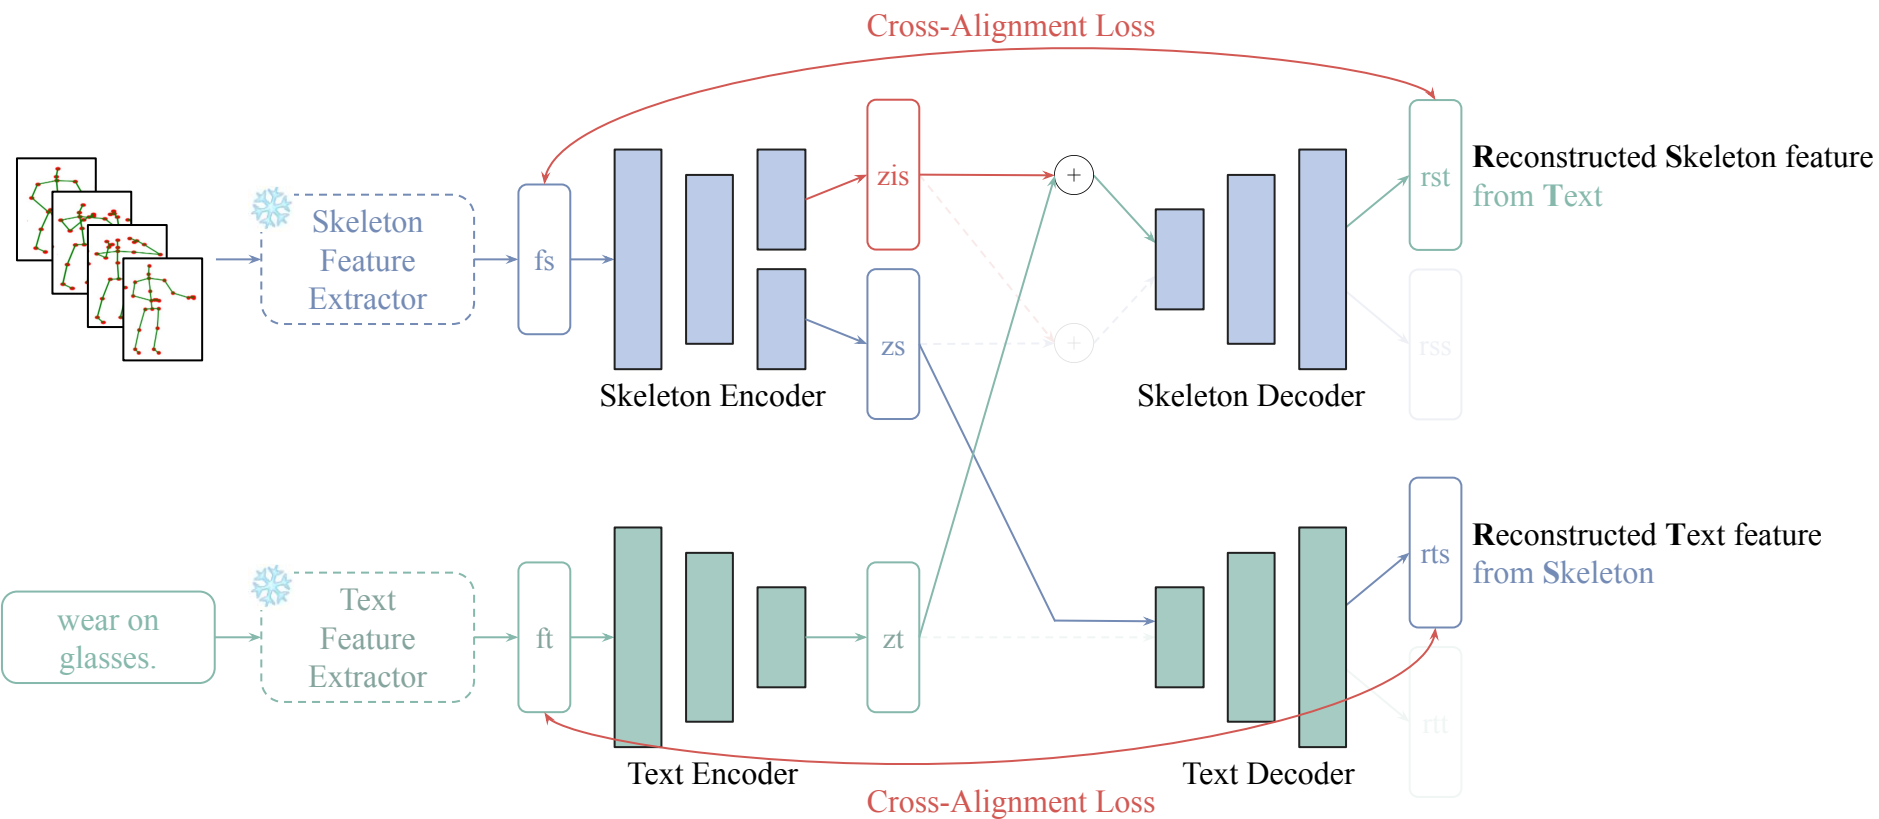 Cross-Alignment Loss
zis
rst
Reconstructed Skeleton feature
from Text
Skeleton
Feature
Extractor
fs
+
zs
+
rss
Skeleton Encoder
Skeleton Decoder
rts
Reconstructed Text feature
from Skeleton
wear on
glasses.
Text
Feature
Extractor
ft
zt
rtt
Text Encoder
Text Decoder
Cross-Alignment Loss